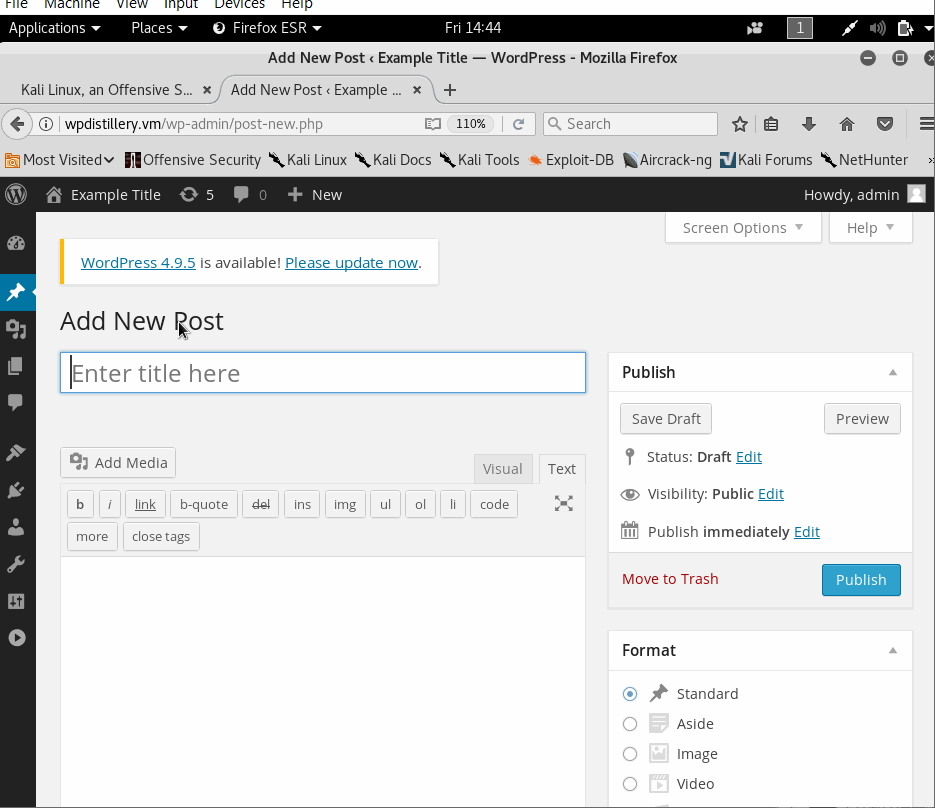 File Machine View Input Devices Help
Applications Places Firefox ESR Fri 14:44 1
Add New Post ‹ Example Title — WordPress - Mozilla Firefox
Kali Linux, an Offensive S... × Add New Post ‹ Example ... ×
wpdistillery.vm/wp-admin/post-new.php 110% Search
Most Visited Offensive Security Kali Linux Kali Docs Kali Tools Exploit-DB Aircrack-ng Kali Forums NetHunter »
Example Title 5 0 New Howdy, admin
Screen Options Help
WordPress 4.9.5 is available! Please update now.
Add New Post
Enter title here
Add Media
Visual Text
b i link b-quote del ins img ul ol li code
more close tags
Publish
Save Draft Preview
Status: Draft Edit
Visibility: Public Edit
Publish immediately Edit
Move to Trash Publish
Format
Standard
Aside
Image
Video